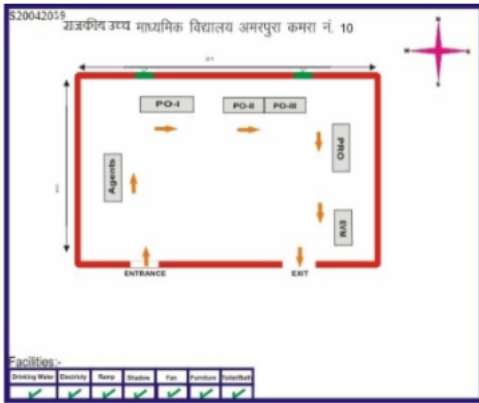 S20042059
राजकीय उच्च माध्यमिक विद्यालय अमरपुरा कमरा नं. 10
N
S
PO-I
PO-II PO-III
PRO
Agents
EVM
ENTRANCE EXIT
Facilities:-
Drinking Water Electricity Ramp Shadow Fan Furniture Toilet/Bath